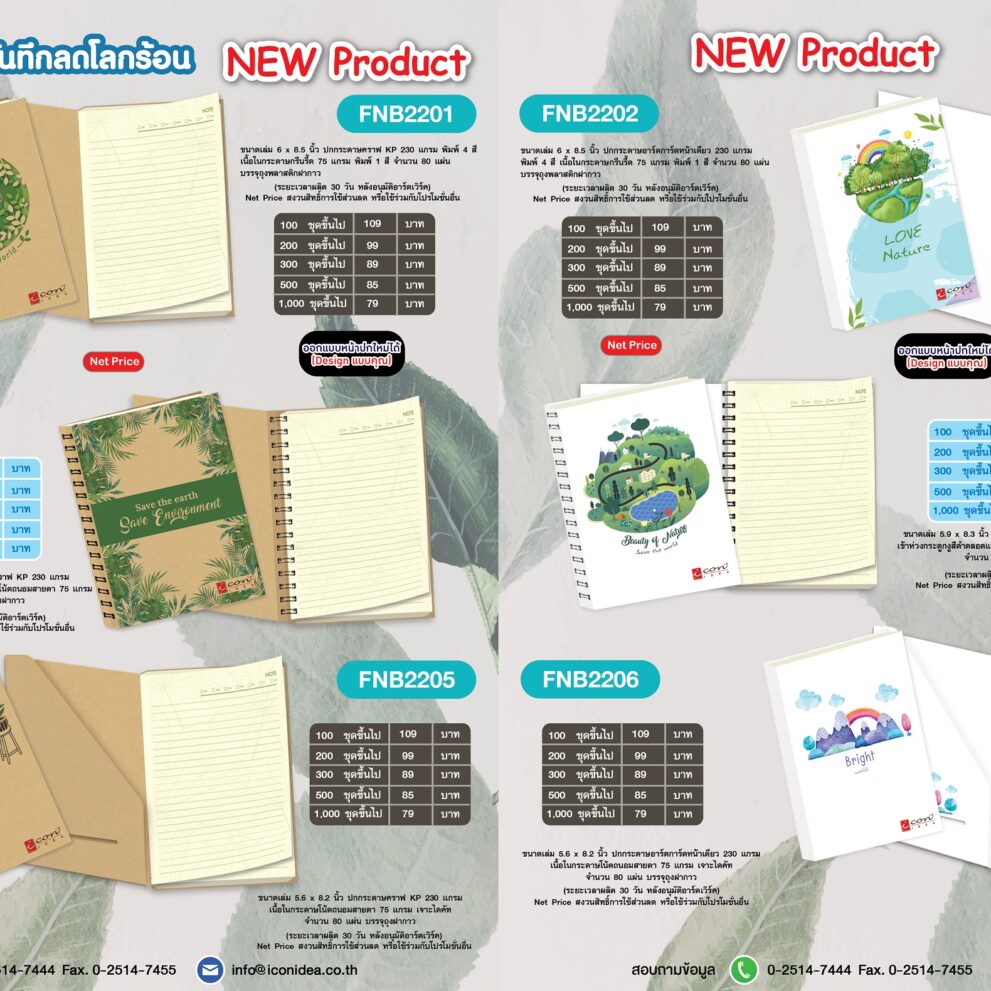 นทึกลดโลกร้อน
NEW Product
FNB2201
ขนาดเล่ม 6 x 8.5 นิ้ว ปกกระดาษคราฟ KP 230 แกรม พิมพ์ 4 สี
เนื้อในกระดาษกรีนรี้ด 75 แกรม พิมพ์ 1 สี จำนวน 80 แผ่น
บรรจุถุงพลาสติกฝากาว
(ระยะเวลาผลิต 30 วัน หลังอนุมัติอาร์ตเวิร์ค)
Net Price สงวนสิทธิ์การใช้ส่วนลด หรือใช้ร่วมกับโปรโมชั่นอื่น
100 ชุดขึ้นไป 109 บาท
200 ชุดขึ้นไป 99 บาท
300 ชุดขึ้นไป 89 บาท
500 ชุดขึ้นไป 85 บาท
1,000 ชุดขึ้นไป 79 บาท
NOTE
icon
IDEA
Net Price
ออกแบบหน้าปกใหม่ได้
(Design แบบคุณ)
บาท
บาท
บาท
บาท
บาท
ราฟ KP 230 แกรม
น้ตถนอมสายตา 75 แกรม
ฝากาว
มัติอาร์ตเวิร์ค)
ใช้ร่วมกับโปรโมชั่นอื่น
Save the earth
Save Environment
icon
IDEA
NOTE
FNB2205
100 ชุดขึ้นไป 109 บาท
200 ชุดขึ้นไป 99 บาท
300 ชุดขึ้นไป 89 บาท
500 ชุดขึ้นไป 85 บาท
1,000 ชุดขึ้นไป 79 บาท
NOTE
icon
IDEA
ขนาดเล่ม 5.6 x 8.2 นิ้ว ปกกระดาษคราฟ KP 230 แกรม
เนื้อในกระดาษโน้ตถนอมสายตา 75 แกรม เจาะไดคัท
จำนวน 80 แผ่น บรรจุถุงฝากาว
(ระยะเวลาผลิต 30 วัน หลังอนุมัติอาร์ตเวิร์ค)
Net Price สงวนสิทธิ์การใช้ส่วนลด หรือใช้ร่วมกับโปรโมชั่นอื่น
514-7444 Fax. 0-2514-7455 info@iconidea.co.th
NEW Product
FNB2202
ขนาดเล่ม 6 x 8.5 นิ้ว ปกกระดาษอาร์ตการ์ดหน้าเดียว 230 แกรม
พิมพ์ 4 สี เนื้อในกระดาษกรีนรี้ด 75 แกรม พิมพ์ 1 สี จำนวน 80 แผ่น
บรรจุถุงพลาสติกฝากาว
(ระยะเวลาผลิต 30 วัน หลังอนุมัติอาร์ตเวิร์ค)
Net Price สงวนสิทธิ์การใช้ส่วนลด หรือใช้ร่วมกับโปรโมชั่นอื่น
100 ชุดขึ้นไป 109 บาท
200 ชุดขึ้นไป 99 บาท
300 ชุดขึ้นไป 89 บาท
500 ชุดขึ้นไป 85 บาท
1,000 ชุดขึ้นไป 79 บาท
LOVE
Nature
icon
IDEA
Net Price
ออกแบบหน้าปกใหม่ได้
(Design แบบคุณ)
Beauty of Nature
Save the world
icon
IDEA
NOTE
100 ชุดขึ้นไ
200 ชุดขึ้นไ
300 ชุดขึ้นไ
500 ชุดขึ้นไ
1,000 ชุดขึ้นไ
ขนาดเล่ม 5.9 x 8.3 นิ้ว
เข้าห่วงกระดูกงูสีดำตลอดแ
จำนวน
(ระยะเวลาผลิ
Net Price สงวนสิทธิ์
FNB2206
100 ชุดขึ้นไป 109 บาท
200 ชุดขึ้นไป 99 บาท
300 ชุดขึ้นไป 89 บาท
500 ชุดขึ้นไป 85 บาท
1,000 ชุดขึ้นไป 79 บาท
Bright
world
icon
IDEA
ขนาดเล่ม 5.6 x 8.2 นิ้ว ปกกระดาษอาร์ตการ์ดหน้าเดียว 230 แกรม
เนื้อในกระดาษโน้ตถนอมสายตา 75 แกรม เจาะไดคัท
จำนวน 80 แผ่น บรรจุถุงฝากาว
(ระยะเวลาผลิต 30 วัน หลังอนุมัติอาร์ตเวิร์ค)
Net Price สงวนสิทธิ์การใช้ส่วนลด หรือใช้ร่วมกับโปรโมชั่นอื่น
สอบถามข้อมูล 0-2514-7444 Fax. 0-2514-7455